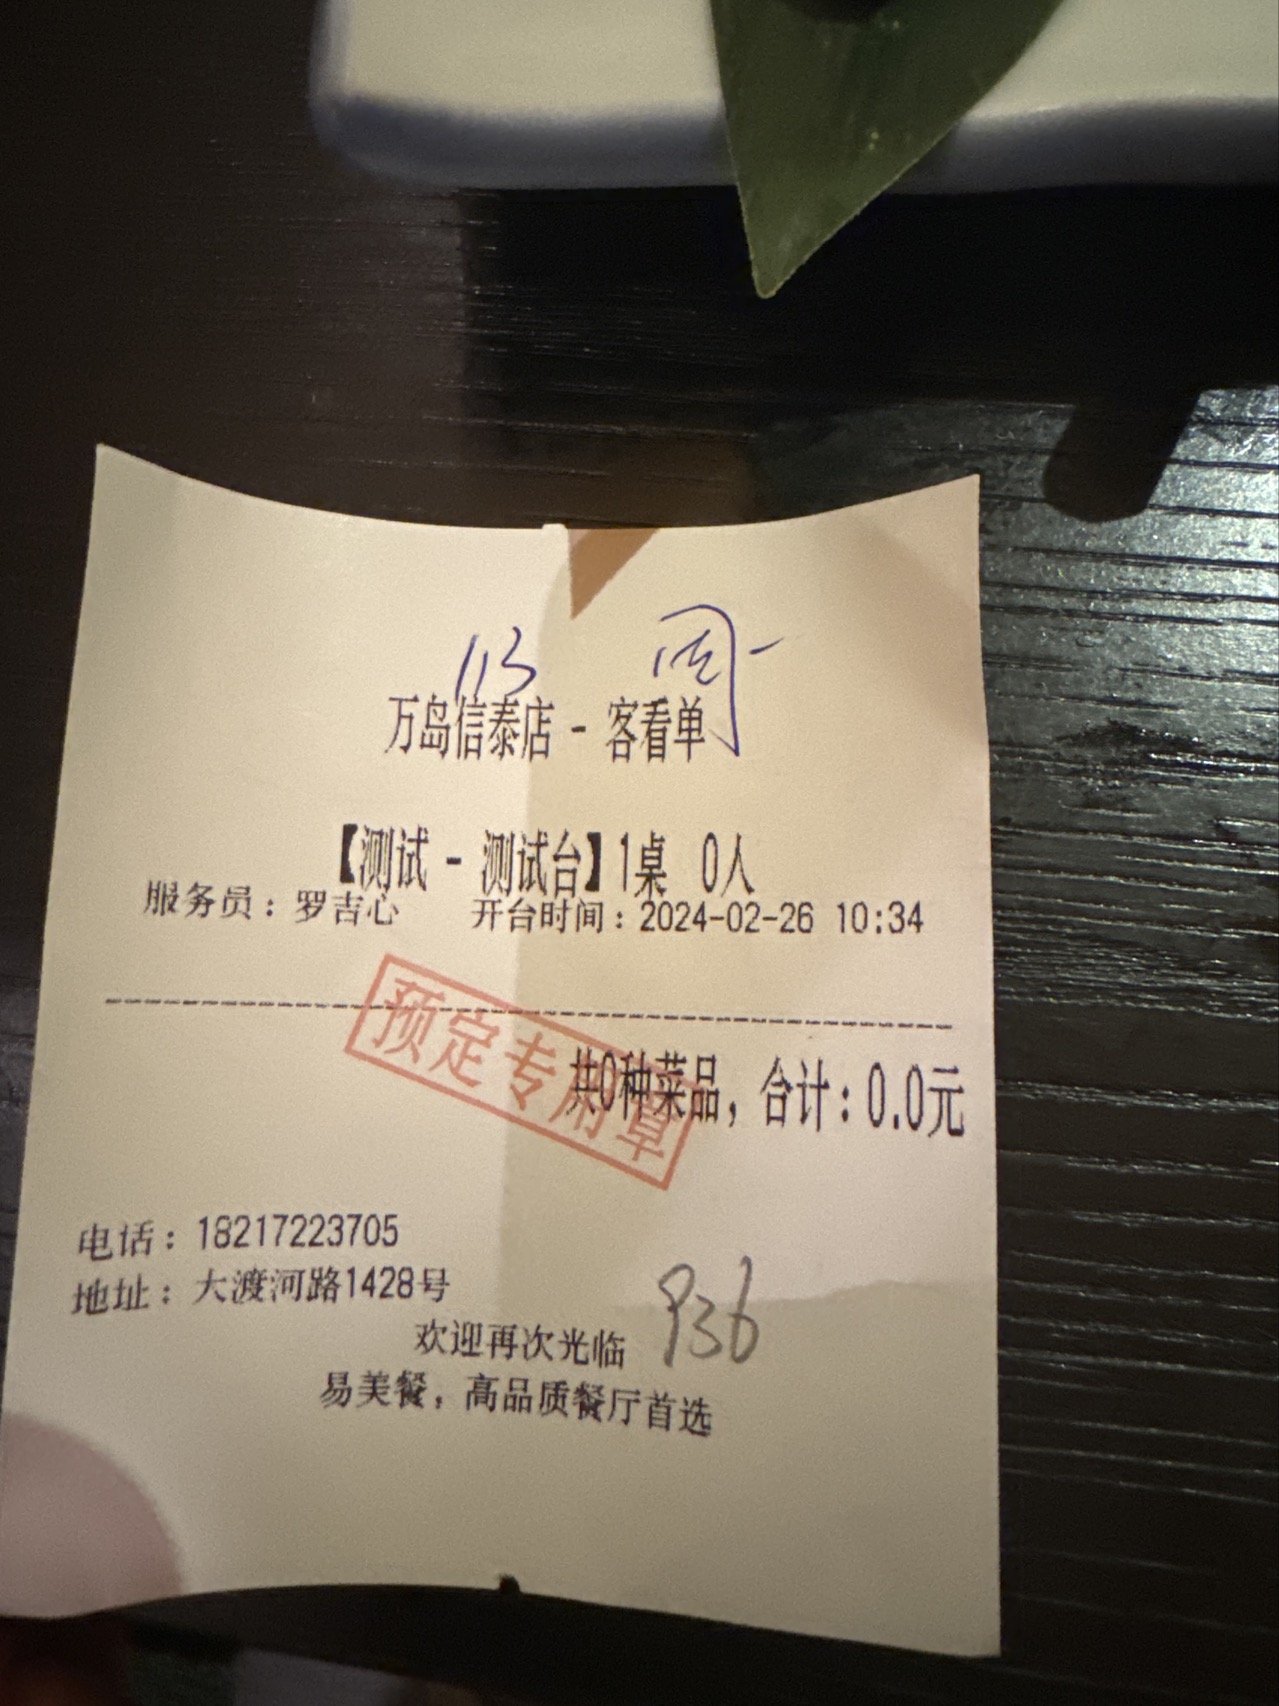 113 周一
万岛信泰店 - 客看单
【测试 - 测试台】1桌 0人
服务员：罗吉心 开台时间：2024-02-26 10:34
预定专用章
共0种菜品，合计：0.0元
电话：18217223705
地址：大渡河路1428号
936
欢迎再次光临
易美餐，高品质餐厅首选